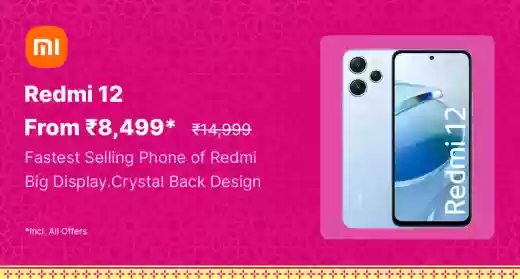 mi
Redmi 12
From ₹8,499* ₹14,999
Fastest Selling Phone of Redmi
Big Display.Crystal Back Design
*Incl. All Offers
Redmi 12